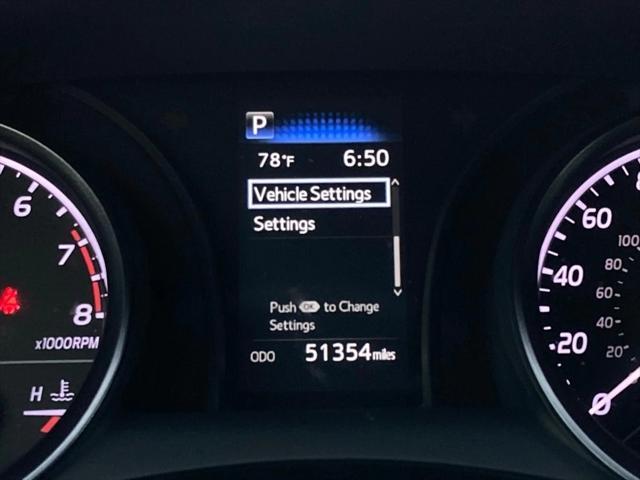 P
78°F 6:50
Vehicle Settings
Settings
Push OK to Change
Settings
ODO 51354 miles
6
7
8
x1000RPM
H
60
40
20
0
100
80
60
40
20